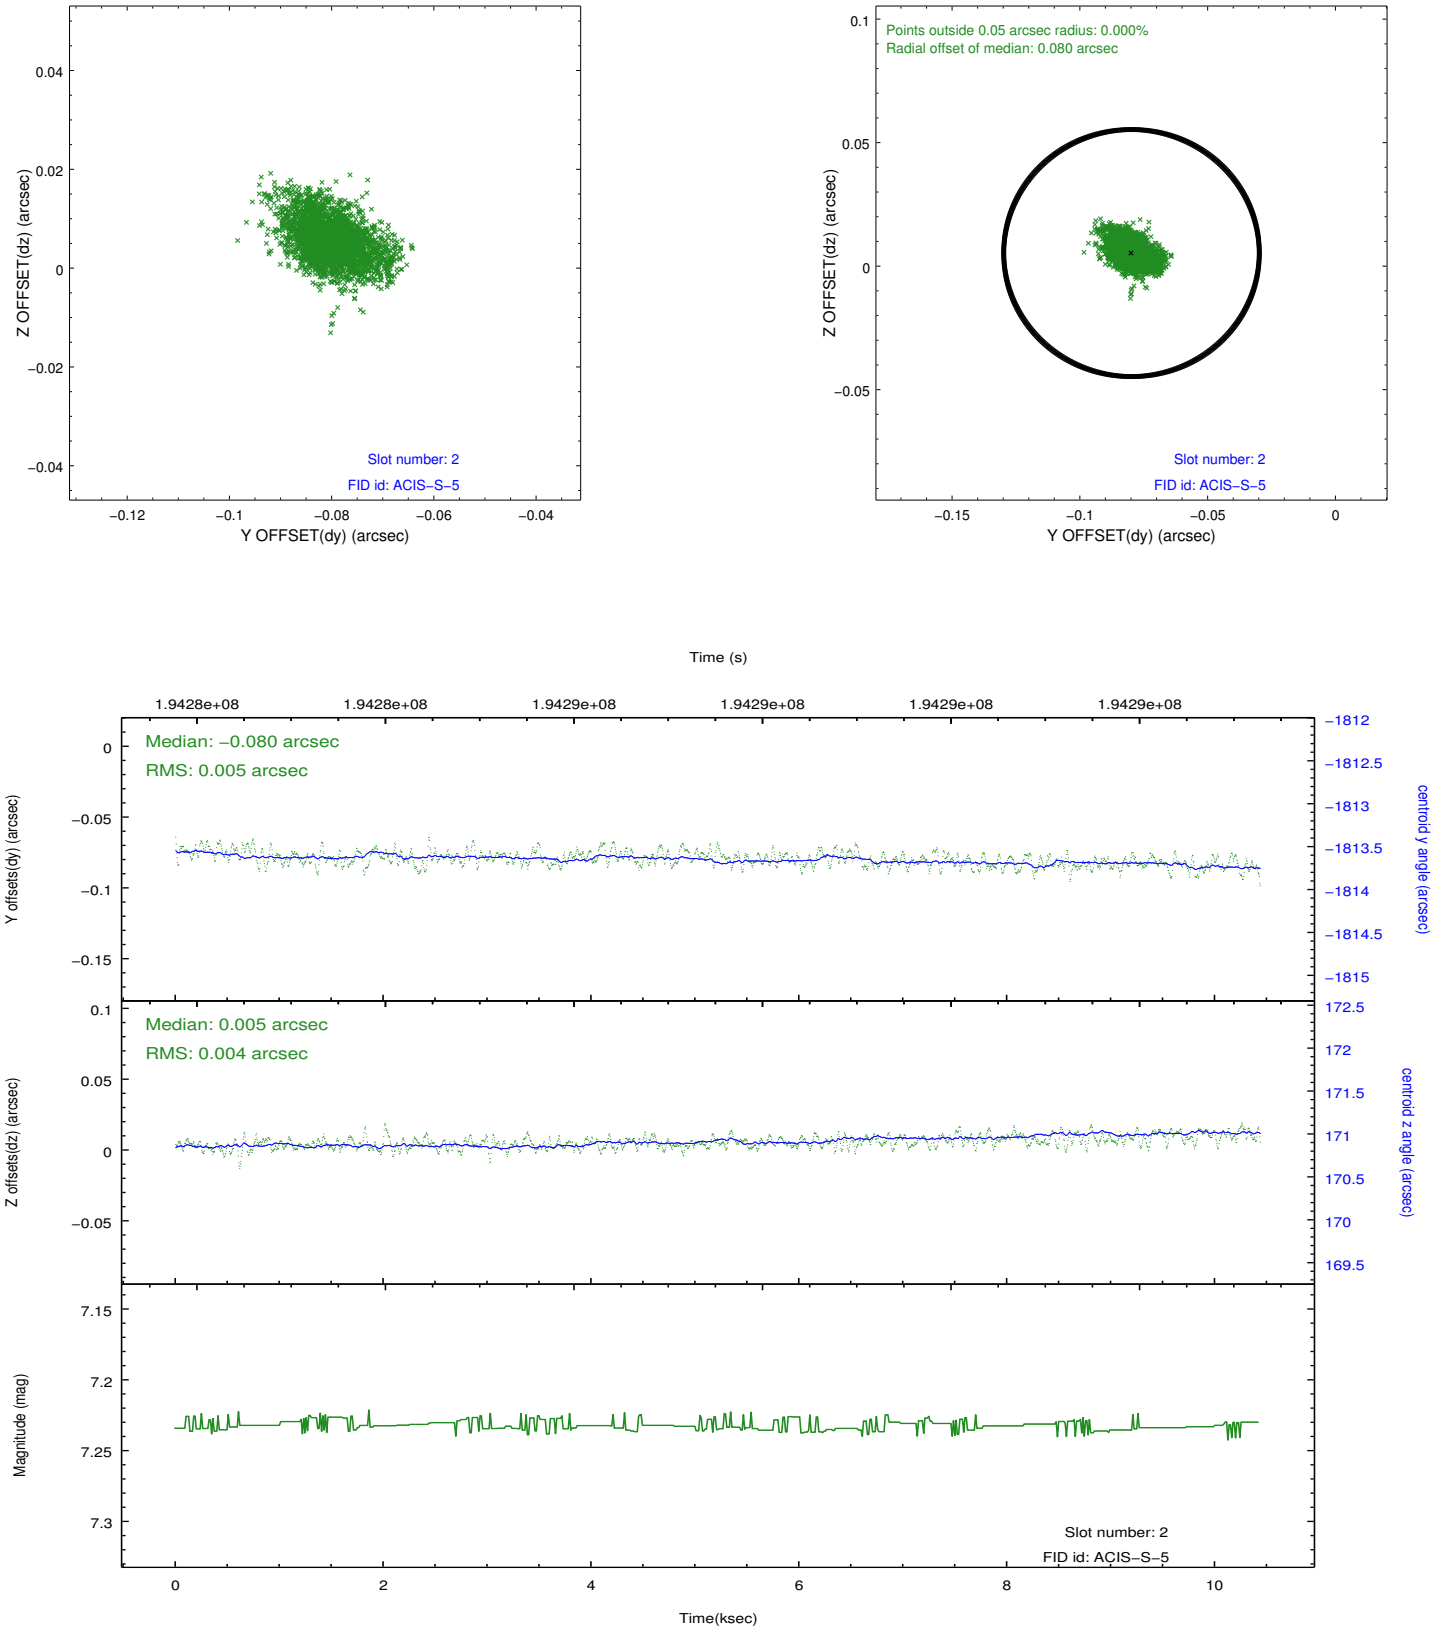 0.04
0.02
0
−0.02
−0.04
Z OFFSET(dz) (arcsec)
Slot number: 2
FID id: ACIS−S−5
−0.12 −0.1 −0.08 −0.06 −0.04
Y OFFSET(dy) (arcsec)
Points outside 0.05 arcsec radius: 0.000%
Radial offset of median: 0.080 arcsec
0.1
0.05
0
−0.05
Z OFFSET(dz) (arcsec)
Slot number: 2
FID id: ACIS−S−5
−0.15 −0.1 −0.05 0
Y OFFSET(dy) (arcsec)
Time (s)
1.9428e+08 1.9428e+08 1.9429e+08 1.9429e+08 1.9429e+08 1.9429e+08
Median: −0.080 arcsec
RMS: 0.005 arcsec
0
−0.05
−0.1
−0.15
Y offsets(dy) (arcsec)
−1812
−1812.5
−1813
−1813.5
−1814
−1814.5
−1815
centroid y angle (arcsec)
Median: 0.005 arcsec
RMS: 0.004 arcsec
0.1
0.05
0
−0.05
Z offsets(dz) (arcsec)
172.5
172
171.5
171
170.5
170
169.5
centroid z angle (arcsec)
7.15
7.2
7.25
7.3
Magnitude (mag)
Slot number: 2
FID id: ACIS−S−5
0 2 4 6 8 10
Time(ksec)